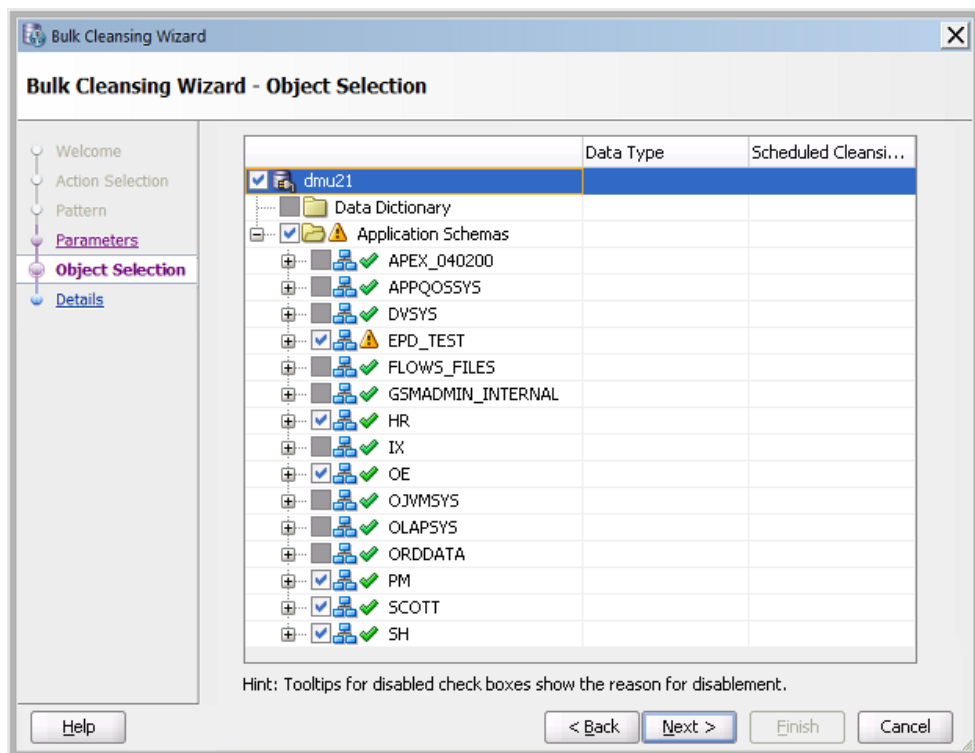 Bulk Cleansing Wizard
Bulk Cleansing Wizard - Object Selection
Welcome
Action Selection
Pattern
Parameters
Object Selection
Details
Data Type Scheduled Cleansi...
dmu21
Data Dictionary
Application Schemas
APEX_040200
APPQOSSYS
DVSYS
EPD_TEST
FLOWS_FILES
GSMADMIN_INTERNAL
HR
IX
OE
OJVMSYS
OLAPSYS
ORDDATA
PM
SCOTT
SH
Hint: Tooltips for disabled check boxes show the reason for disablement.
Help < Back Next > Finish Cancel